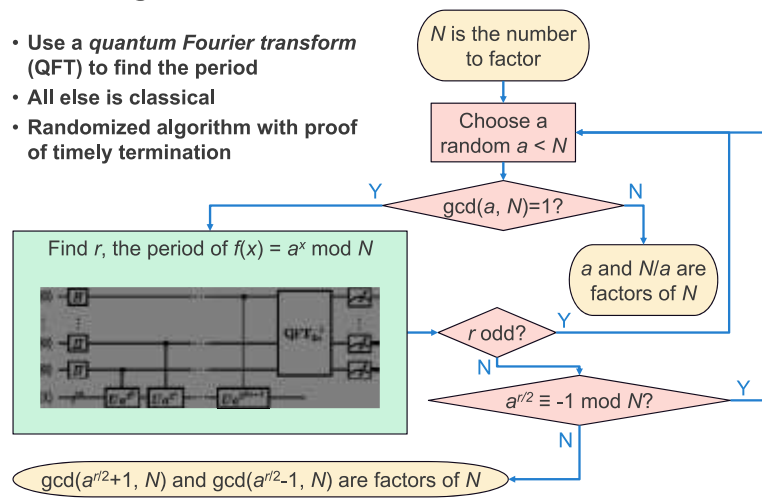 • Use a quantum Fourier transform
(QFT) to find the period
• All else is classical
• Randomized algorithm with proof
of timely termination
N is the number
to factor
Choose a
random a < N
Y
gcd(a, N)=1?
N
Find r, the period of f(x) = aˣ mod N
a and N/a are
factors of N
H
H
H
QFT
r odd?
Y
N
a^{r/2} ≡ -1 mod N?
Y
N
gcd(a^{r/2}+1, N) and gcd(a^{r/2}-1, N) are factors of N